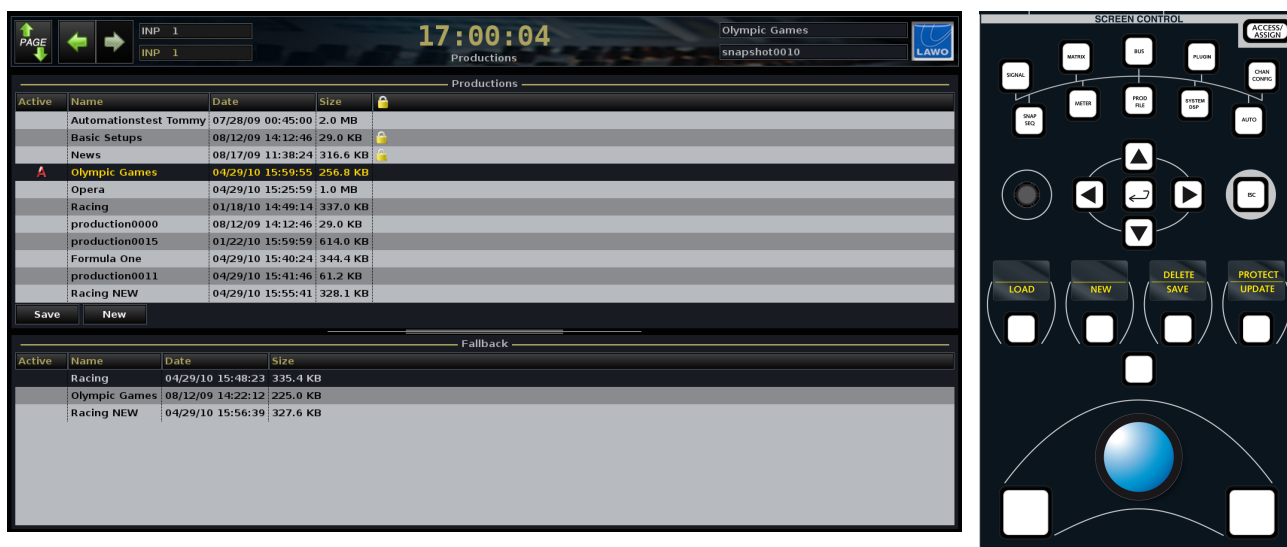 PAGE
INP 1
INP 1
17:00:04
Productions
Olympic Games
snapshot0010
LAWO
Productions
Active Name Date Size
Automationstest Tommy 07/28/09 00:45:00 2.0 MB
Basic Setups 08/12/09 14:12:46 29.0 KB
News 08/17/09 11:38:24 316.6 KB
A Olympic Games 04/29/10 15:59:55 256.8 KB
Opera 04/29/10 15:25:59 1.0 MB
Racing 01/18/10 14:49:14 337.0 KB
production0000 08/12/09 14:12:46 29.0 KB
production0015 01/22/10 15:59:59 614.0 KB
Formula One 04/29/10 15:40:24 344.4 KB
production0011 04/29/10 15:41:46 61.2 KB
Racing NEW 04/29/10 15:55:41 328.1 KB
Save New
Fallback
Active Name Date Size
Racing 04/29/10 15:48:23 335.4 KB
Olympic Games 08/12/09 14:22:12 225.0 KB
Racing NEW 04/29/10 15:56:39 327.6 KB
SCREEN CONTROL
ACCESS/
ASSIGN
SIGNAL
MATRIX
BUS
PLUGIN
CHAN
CONFIG
SNAP
SEQ
METER
PROD
FILE
SYSTEM
DSP
AUTO
ESC
LOAD
NEW
DELETE
SAVE
PROTECT
UPDATE